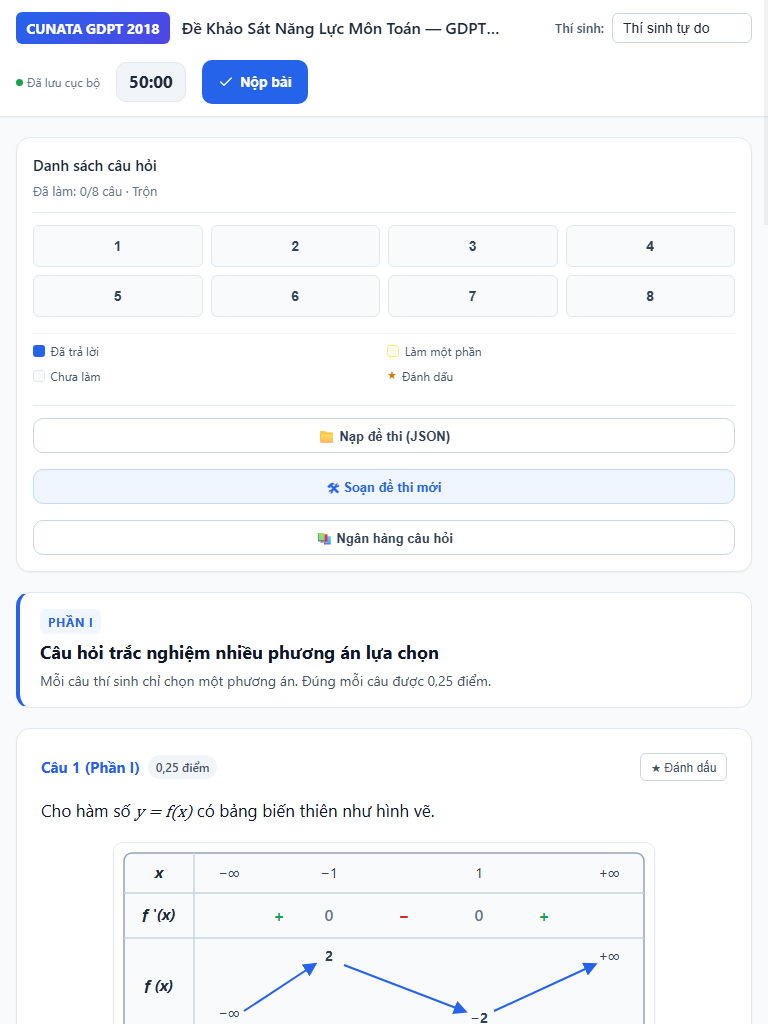 CUNATA GDPT 2018 Đề Khảo Sát Năng Lực Môn Toán — GDPT... Thí sinh: Thí sinh tự do
Đã lưu cục bộ 50:00 Nộp bài
Danh sách câu hỏi
Đã làm: 0/8 câu · Trộn
1 2 3 4
5 6 7 8
Đã trả lời Làm một phần
Chưa làm ★ Đánh dấu
Nạp đề thi (JSON)
🛠 Soạn đề thi mới
Ngân hàng câu hỏi
PHẦN I
Câu hỏi trắc nghiệm nhiều phương án lựa chọn
Mỗi câu thí sinh chỉ chọn một phương án. Đúng mỗi câu được 0,25 điểm.
Câu 1 (Phần I) 0,25 điểm ★ Đánh dấu
Cho hàm số y = f(x) có bảng biến thiên như hình vẽ.
x −∞ −1 1 +∞
f '(x) + 0 − 0 +
2 +∞
f (x)
−∞ −2